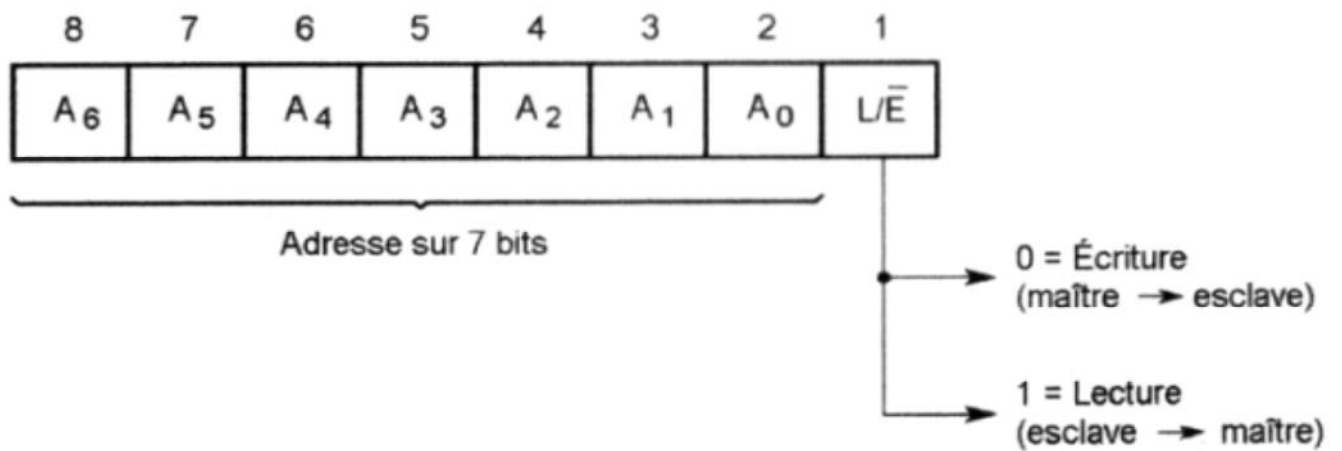 8 7 6 5 4 3 2 1
A6 A5 A4 A3 A2 A1 A0 L/E̅
Adresse sur 7 bits
0 = Écriture
(maître → esclave)
1 = Lecture
(esclave → maître)